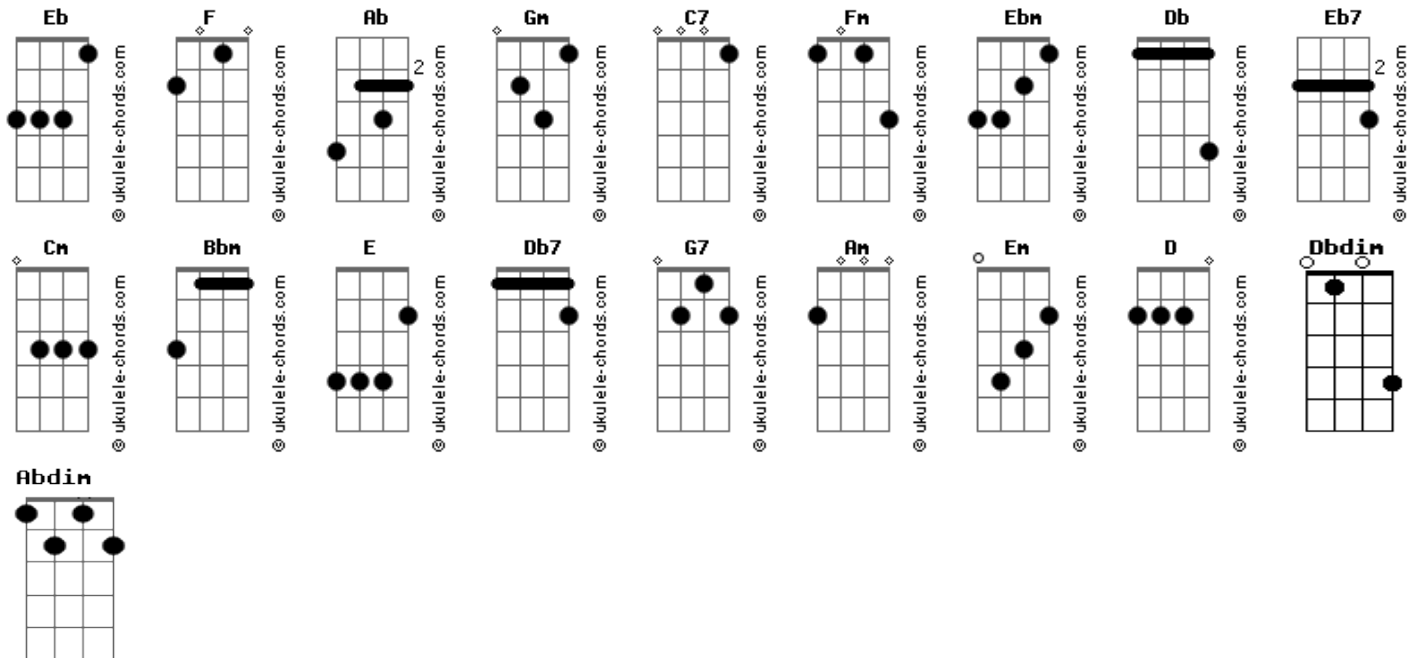 Eb F Ab Gm C7 Fm Ebm Db Eb7
2 2
© ukulele-chords.com © ukulele-chords.com © ukulele-chords.com © ukulele-chords.com © ukulele-chords.com © ukulele-chords.com © ukulele-chords.com © ukulele-chords.com © ukulele-chords.com
Cm Bbm E Db7 G7 Am Em D Dbdim
© ukulele-chords.com © ukulele-chords.com © ukulele-chords.com © ukulele-chords.com © ukulele-chords.com © ukulele-chords.com © ukulele-chords.com © ukulele-chords.com
Abdim